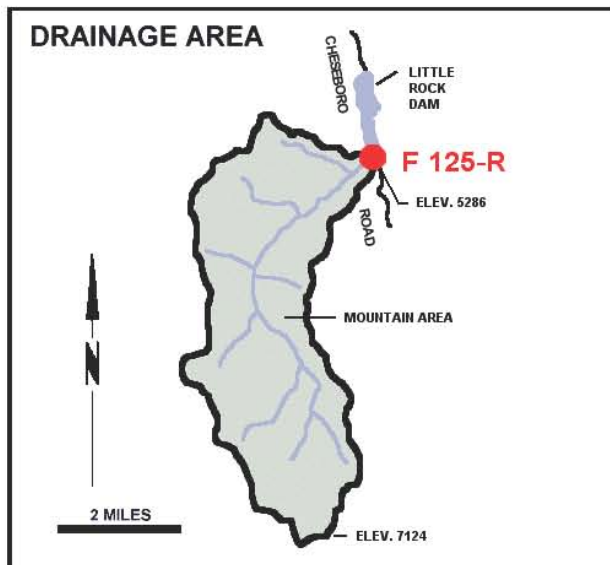 DRAINAGE AREA
CHESEBORO
LITTLE
ROCK
DAM
F 125-R
ELEV. 5286
ROAD
MOUNTAIN AREA
N
2 MILES
ELEV. 7124